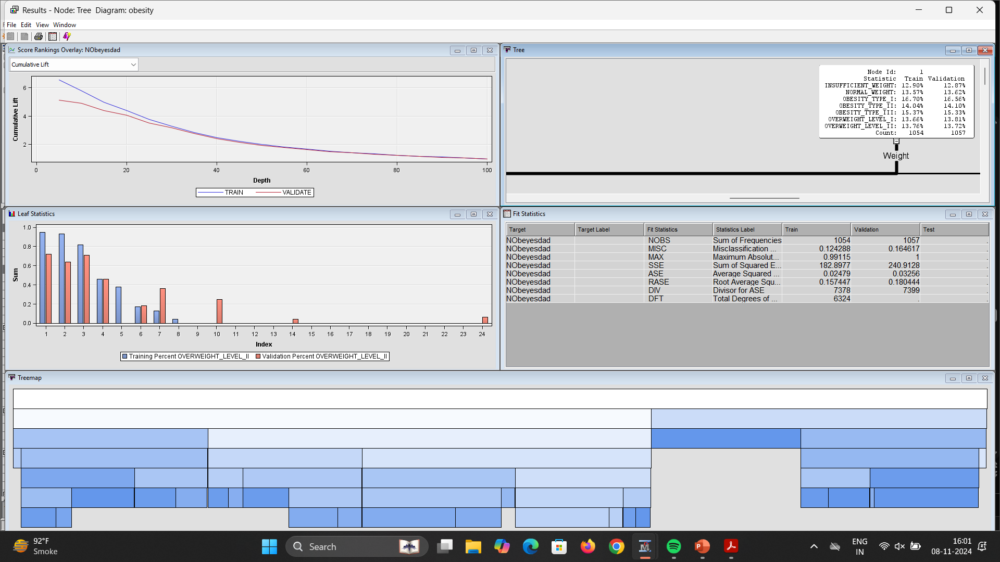 Results - Node: Tree  Diagram: obesity
File Edit View Window
Score Rankings Overlay: NObeyesdad
Cumulative Lift
6
4
2
Cumulative Lift
0 20 40 60 80 100
Depth
TRAIN VALIDATE
Tree
Node Id: 1
Statistic Train Validation
INSUFFICIENT_WEIGHT: 12.90% 12.87%
NORMAL_WEIGHT: 13.57% 13.62%
OBESITY_TYPE_I: 16.70% 16.56%
OBESITY_TYPE_II: 14.04% 14.10%
OBESITY_TYPE_III: 15.37% 15.33%
OVERWEIGHT_LEVEL_I: 13.66% 13.81%
OVERWEIGHT_LEVEL_II: 13.76% 13.72%
Count: 1054 1057
Weight
Leaf Statistics
1.0
0.8
0.6
0.4
0.2
0.0
Sum
1 2 3 4 5 6 7 8 9 10 11 12 13 14 15 16 17 18 19 20 21 22 23 24
Index
Training Percent OVERWEIGHT_LEVEL_II Validation Percent OVERWEIGHT_LEVEL_II
Fit Statistics
Target Target Label Fit Statistics Statistics Label Train Validation Test
NObeyesdad NOBS Sum of Frequencies 1054 1057 .
NObeyesdad MISC Misclassification ... 0.124288 0.164617 .
NObeyesdad MAX Maximum Absolut... 0.99115 1 .
NObeyesdad SSE Sum of Squared E... 182.8977 240.9128 .
NObeyesdad ASE Average Squared ... 0.02479 0.03256 .
NObeyesdad RASE Root Average Squ... 0.157447 0.180444 .
NObeyesdad DIV Divisor for ASE 7378 7399 .
NObeyesdad DFT Total Degrees of ... 6324 . .
Treemap
92°F
Smoke
Search
ENG
IN
16:01
08-11-2024